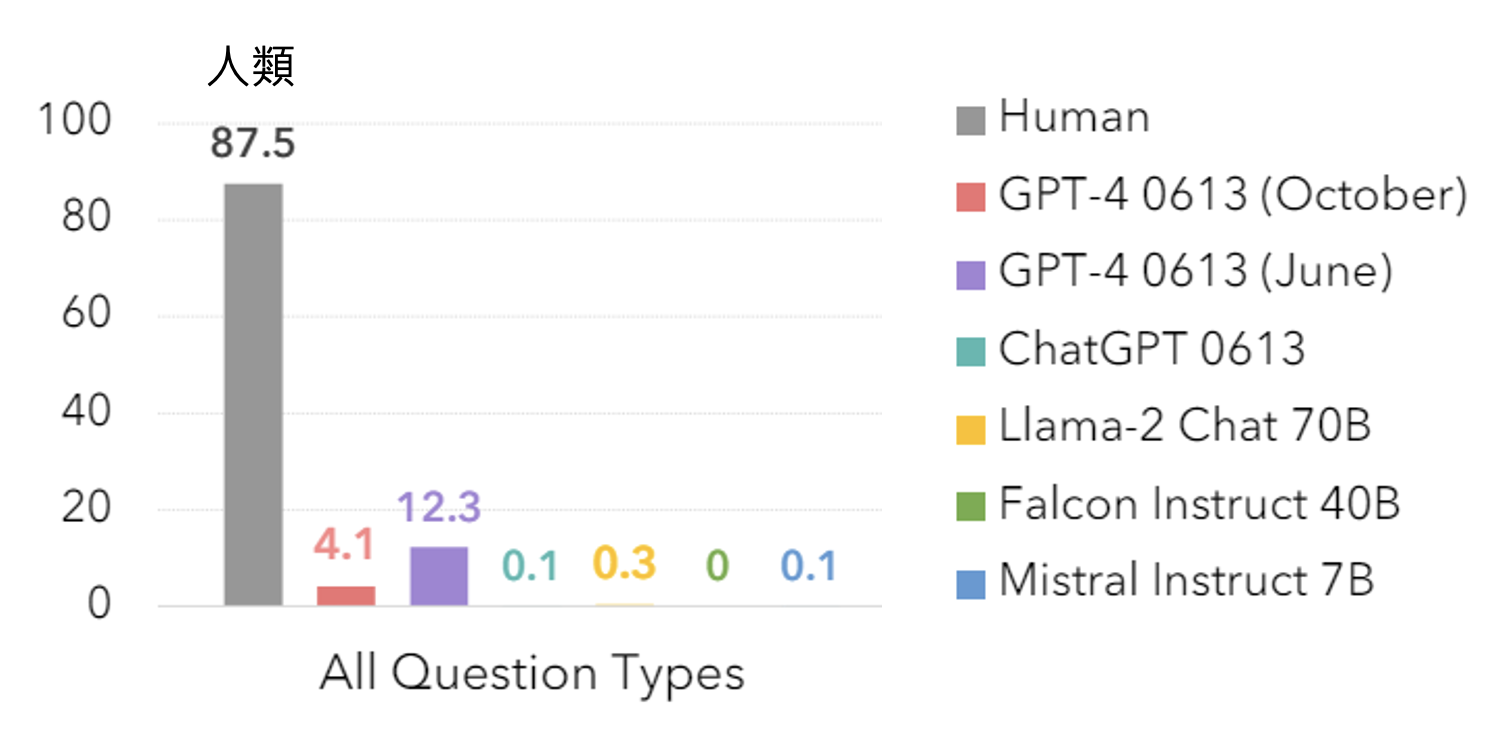 人類
100
80
60
40
20
0
87.5
4.1
12.3
0.1
0.3
0
0.1
All Question Types
Human
GPT-4 0613 (October)
GPT-4 0613 (June)
ChatGPT 0613
Llama-2 Chat 70B
Falcon Instruct 40B
Mistral Instruct 7B